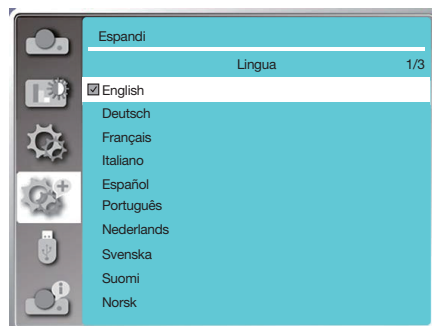 Espandi
Lingua 1/3
English
Deutsch
Français
Italiano
Español
Português
Nederlands
Svenska
Suomi
Norsk